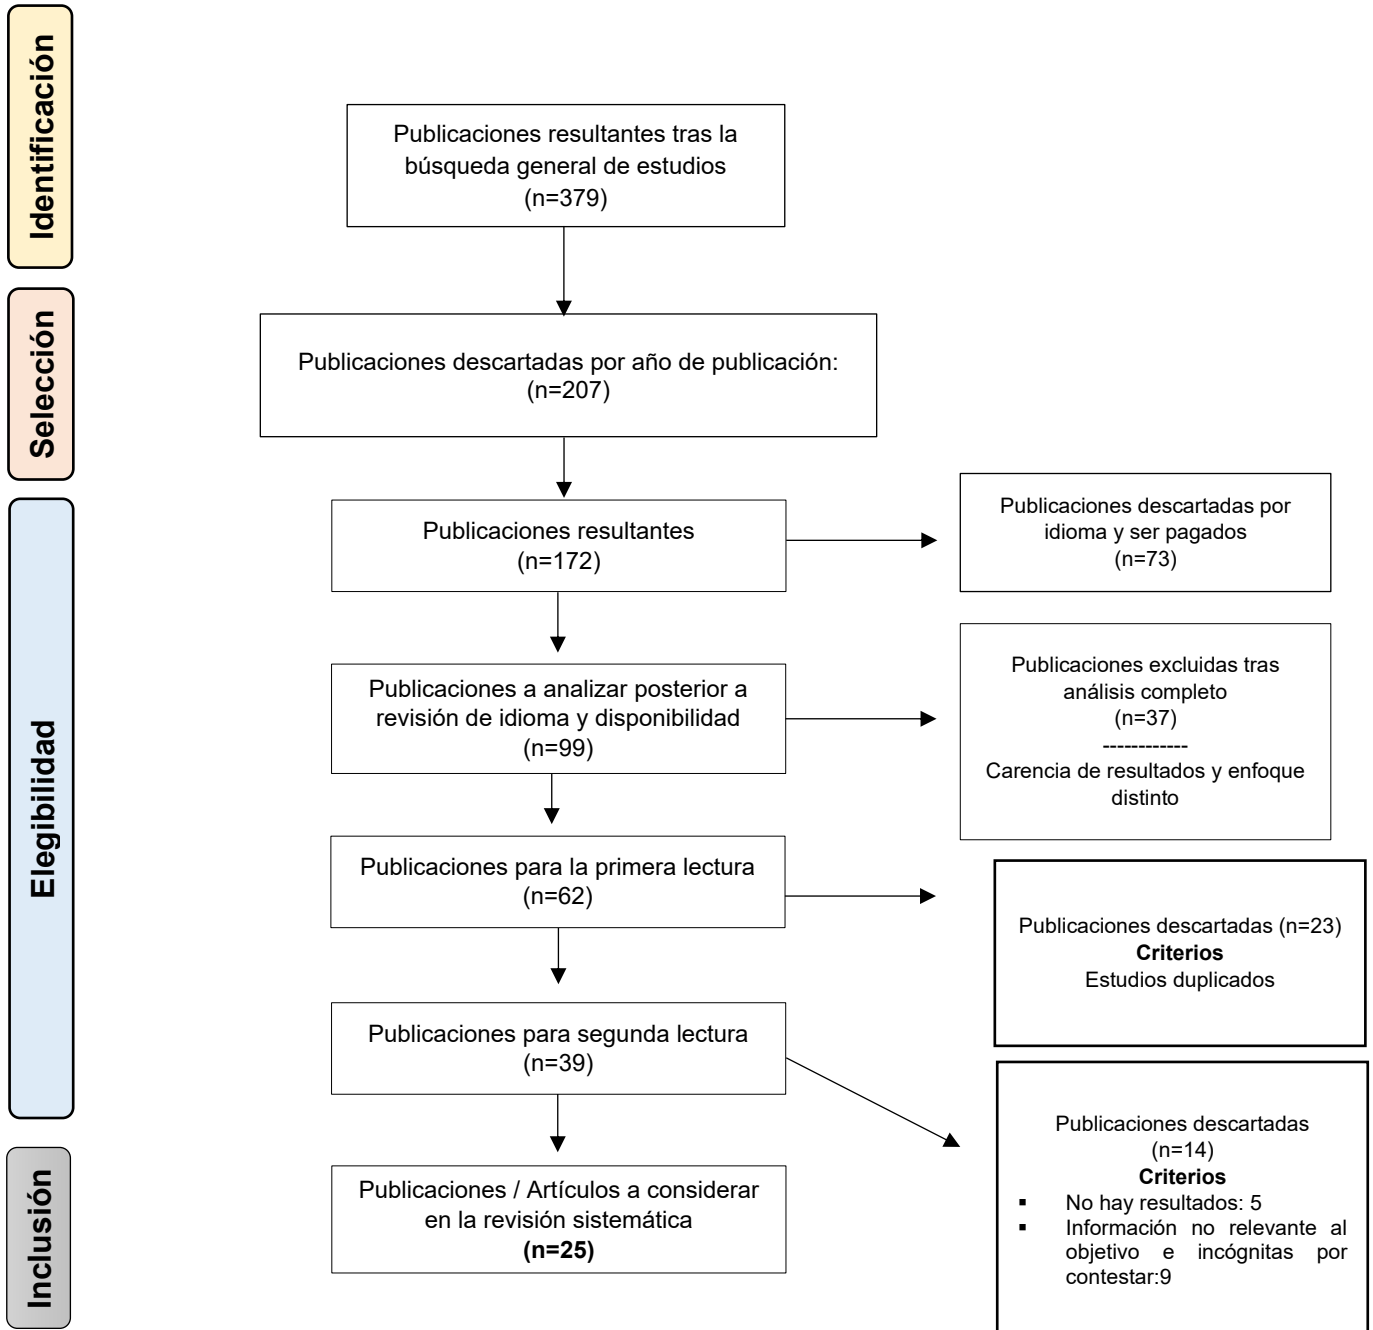 Identificación
Publicaciones resultantes tras la
búsqueda general de estudios
(n=379)
Selección
Publicaciones descartadas por año de publicación:
(n=207)
Elegibilidad
Publicaciones resultantes
(n=172)
Publicaciones descartadas por
idioma y ser pagados
(n=73)
Publicaciones a analizar posterior a
revisión de idioma y disponibilidad
(n=99)
Publicaciones excluidas tras
análisis completo
(n=37)
------------
Carencia de resultados y enfoque
distinto
Publicaciones para la primera lectura
(n=62)
Publicaciones descartadas (n=23)
Criterios
Estudios duplicados
Publicaciones para segunda lectura
(n=39)
Publicaciones descartadas
(n=14)
Criterios
▪ No hay resultados: 5
▪ Información no relevante al
objetivo e incógnitas por
contestar:9
Inclusión
Publicaciones / Artículos a considerar
en la revisión sistemática
(n=25)